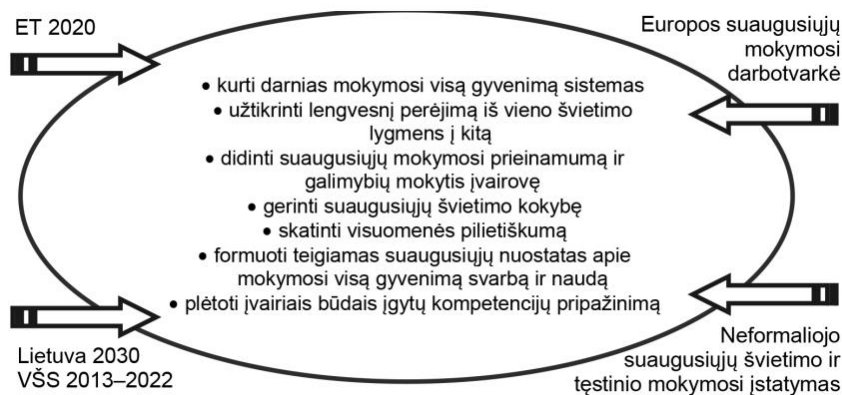 ET 2020
Europos suaugusiųjų
mokymosi
darbotvarkė
• kurti darnias mokymosi visą gyvenimą sistemas
• užtikrinti lengvesnį perėjimą iš vieno švietimo
lygmens į kitą
• didinti suaugusiųjų mokymosi prieinamumą ir
galimybių mokytis įvairovę
• gerinti suaugusiųjų švietimo kokybę
• skatinti visuomenės pilietiškumą
• formuoti teigiamas suaugusiųjų nuostatas apie
mokymosi visą gyvenimą svarbą ir naudą
• plėtoti įvairiais būdais įgytų kompetencijų pripažinimą
Lietuva 2030
VŠS 2013–2022
Neformaliojo
suaugusiųjų švietimo ir
tęstinio mokymosi įstatymas